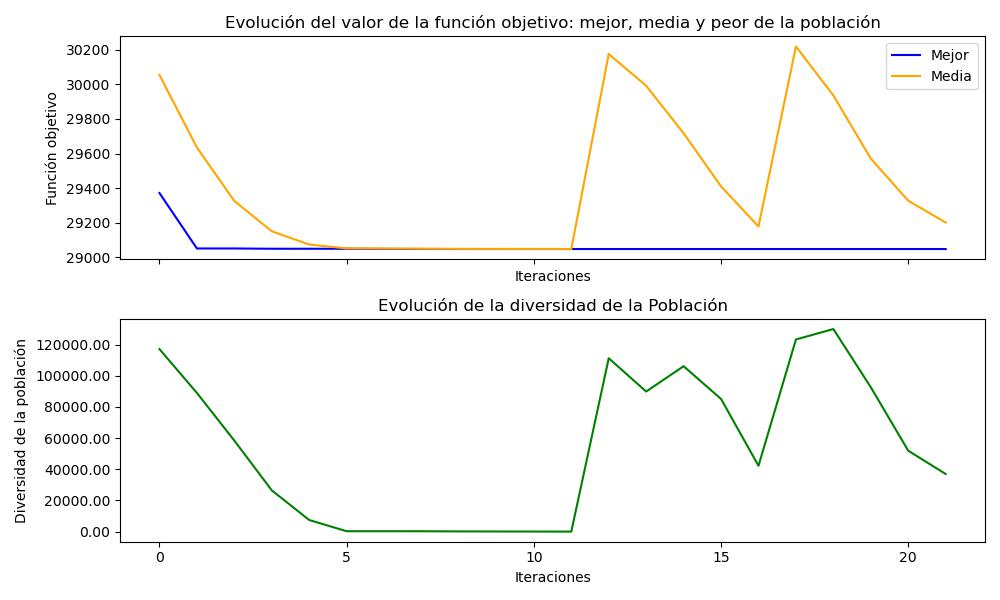 Evolución del valor de la función objetivo: mejor, media y peor de la población
30200
30000
29800
29600
29400
29200
29000
Función objetivo
Mejor
Media
Iteraciones
Evolución de la diversidad de la Población
120000.00
100000.00
80000.00
60000.00
40000.00
20000.00
0.00
Diversidad de la población
0 5 10 15 20
Iteraciones